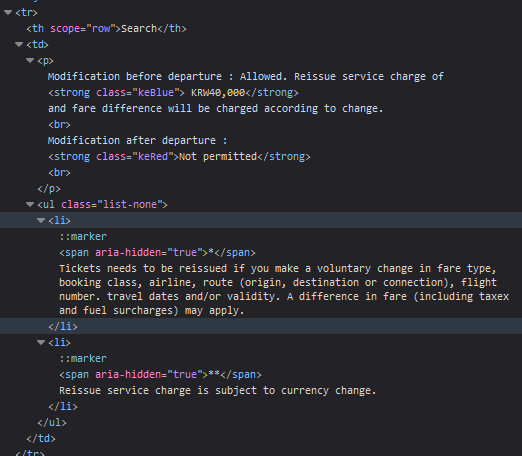 <tr>
<th scope="row">Search</th>
<td>
<p>
Modification before departure : Allowed. Reissue service charge of
<strong class="keBlue"> KRW40,000</strong>
and fare difference will be charged according to change.
<br>
Modification after departure :
<strong class="keRed">Not permitted</strong>
<br>
</p>
<ul class="list-none">
<li>
::marker
<span aria-hidden="true">*</span>
Tickets needs to be reissued if you make a voluntary change in fare type,
booking class, airline, route (origin, destination or connection), flight
number. travel dates and/or validity. A difference in fare (including taxex
and fuel surcharges) may apply.
</li>
<li>
::marker
<span aria-hidden="true">**</span>
Reissue service charge is subject to currency change.
</li>
</ul>
</td>
</tr>